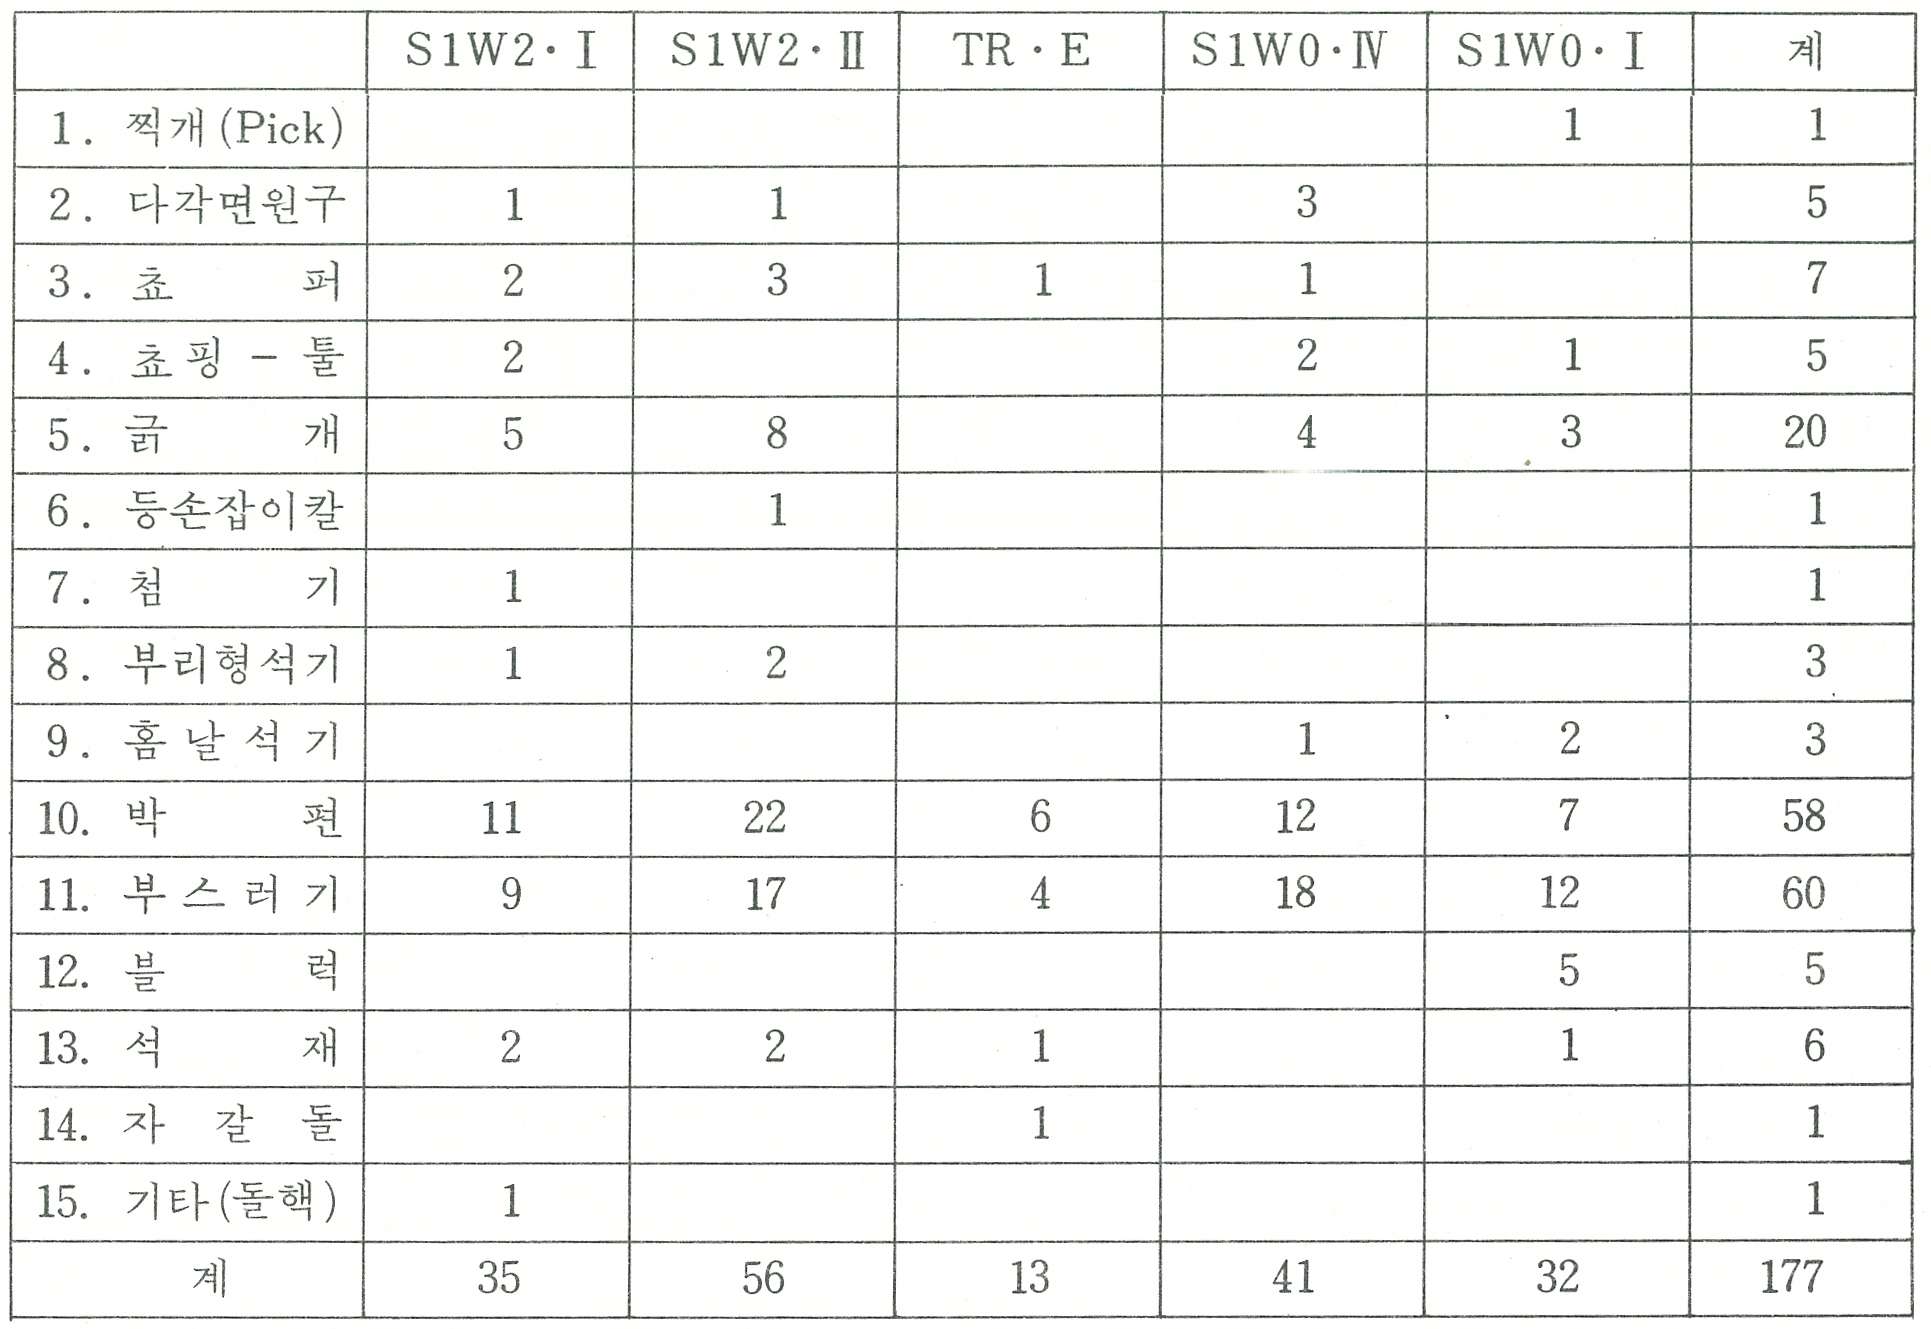 S1W2·Ⅰ S1W2·Ⅱ TR·E S1W0·Ⅳ S1W0·Ⅰ 계
1. 찍개(Pick) 1 1
2. 다각면원구 1 1 3 5
3. 쵸 퍼 2 3 1 1 7
4. 쵸핑-툴 2 2 1 5
5. 긁 개 5 8 4 3 20
6. 등손잡이칼 1 1
7. 첨 기 1 1
8. 부리형석기 1 2 3
9. 홈날석기 1 2 3
10. 박 편 11 22 6 12 7 58
11. 부스러기 9 17 4 18 12 60
12. 블 럭 5 5
13. 석 재 2 2 1 1 6
14. 자 갈 돌 1 1
15. 기타(돌핵) 1 1
계 35 56 13 41 32 177